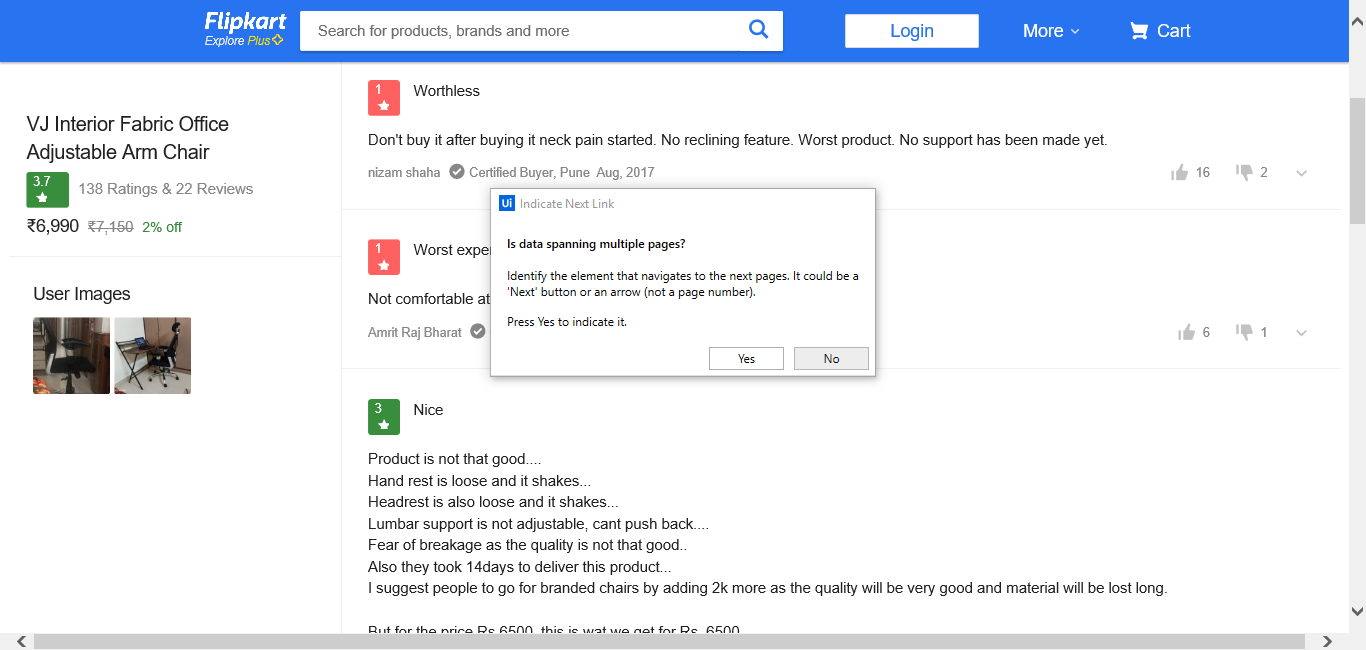 Flipkart
Explore Plus
Search for products, brands and more
Login
More
Cart
VJ Interior Fabric Office
Adjustable Arm Chair
3.7
138 Ratings & 22 Reviews
₹6,990 ₹7,150 2% off
User Images
1
Worthless
Don't buy it after buying it neck pain started. No reclining feature. Worst product. No support has been made yet.
nizam shaha Certified Buyer, Pune Aug, 2017
16
2
1
Worst
Not comfortable at
Amrit Raj Bharat
6
1
Ui Indicate Next Link
Is data spanning multiple pages?
Identify the element that navigates to the next pages. It could be a
'Next' button or an arrow (not a page number).
Press Yes to indicate it.
Yes
No
3
Nice
Product is not that good....
Hand rest is loose and it shakes...
Headrest is also loose and it shakes...
Lumbar support is not adjustable, cant push back....
Fear of breakage as the quality is not that good..
Also they took 14days to deliver this product...
I suggest people to go for branded chairs by adding 2k more as the quality will be very good and material will be lost long.
But for the price Rs.6500, this is wat we get for Rs. 6500